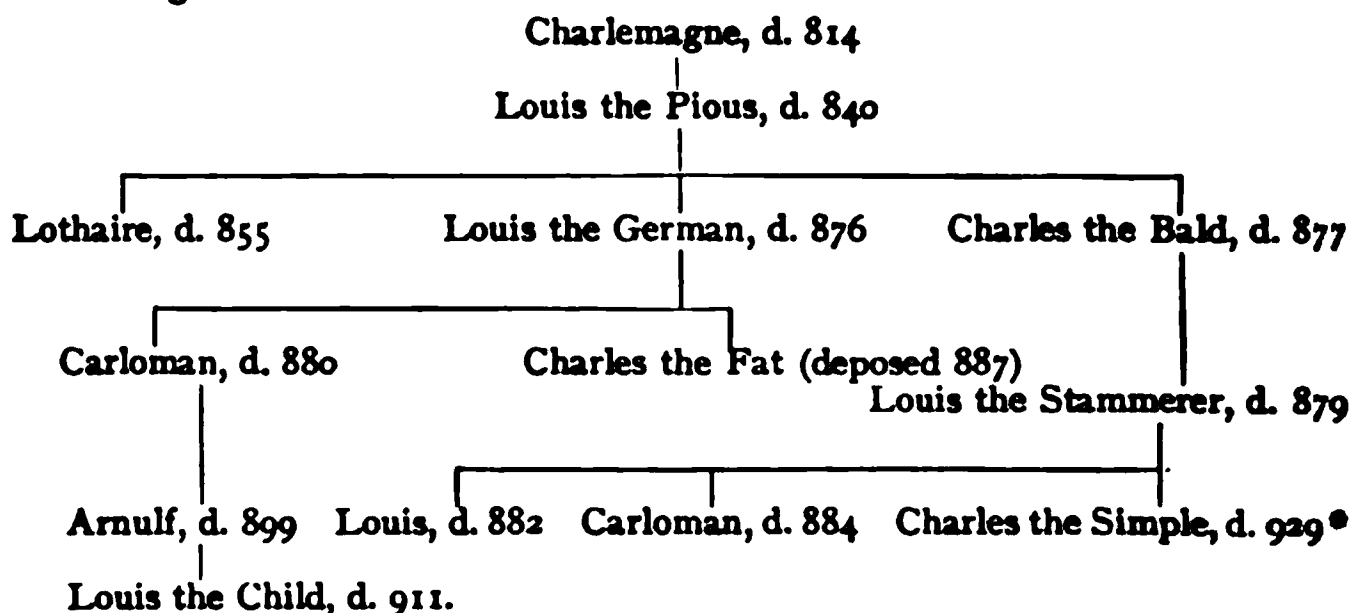 Charlemagne, d. 814
Louis the Pious, d. 840
Lothaire, d. 855 Louis the German, d. 876 Charles the Bald, d. 877
Carloman, d. 880 Charles the Fat (deposed 887)
Louis the Stammerer, d. 879
Arnulf, d. 899 Louis, d. 882 Carloman, d. 884 Charles the Simple, d. 929*
Louis the Child, d. 911.